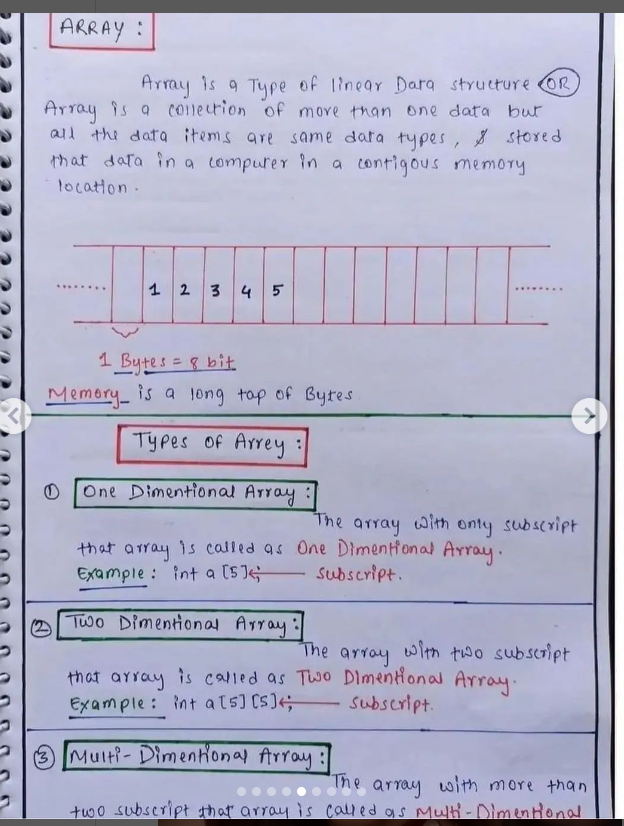 ARRAY :
Array is a Type of linear Data structure OR
Array is a collection of more than one data but
all the data items are same data types, & stored
that data in a computer in a contigous memory
location.
........ 1 2 3 4 5 ........
1 Bytes = 8 bit
Memory is a long tap of Bytes
Types of Arrey :
① One Dimentional Array :
The array with only subscript
that array is called as One Dimentional Array.
Example : int a [5]; subscript.
② Two Dimentional Array :
The array with two subscript
that array is called as Two Dimentional Array.
Example : int a[5] [5]; subscript.
③ Multi-Dimentional Array :
The array with more than
two subscript that array is called as Multi-Dimentional